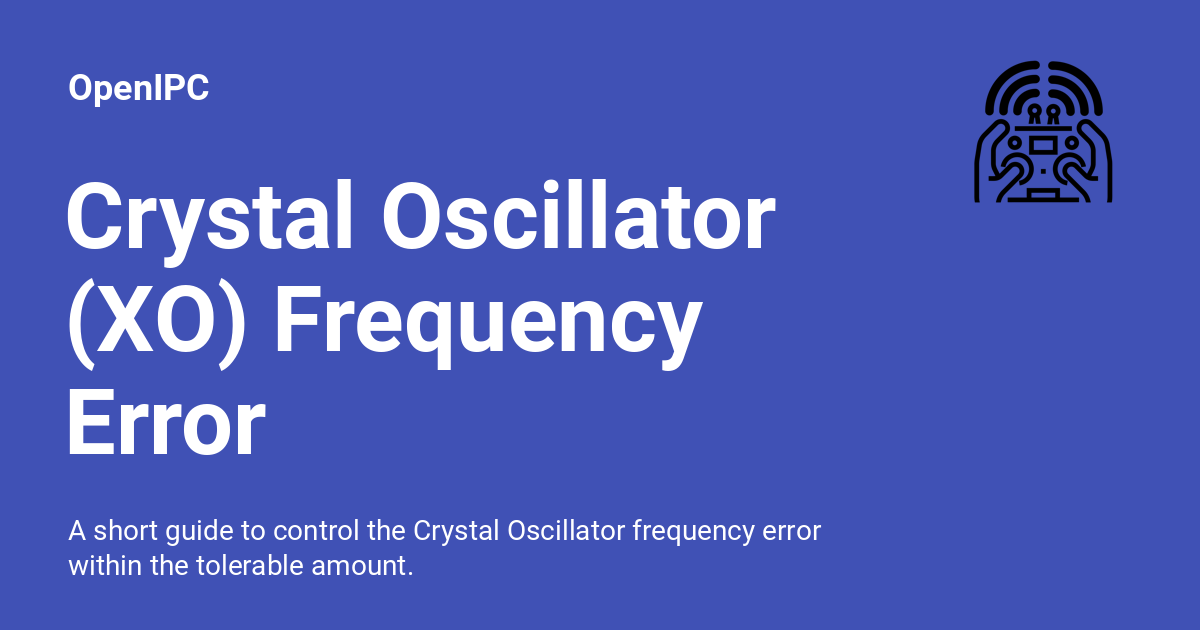 OpenIPC
Crystal Oscillator
(XO) Frequency
Error
A short guide to control the Crystal Oscillator frequency error
within the tolerable amount.